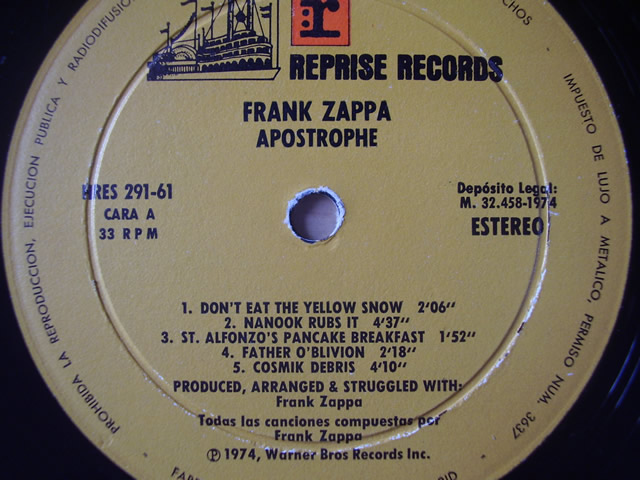 r
REPRISE RECORDS
FRANK ZAPPA
APOSTROPHE
HRES 291-61
CARA A
33 RPM
Depósito Legal:
M. 32.458-1974
ESTEREO
1. DON'T EAT THE YELLOW SNOW 2'06''
2. NANOOK RUBS IT 4'37''
3. ST. ALFONZO'S PANCAKE BREAKFAST 1'52''
4. FATHER O'BLIVION 2'18''
5. COSMIK DEBRIS 4'10''
PRODUCED, ARRANGED & STRUGGLED WITH:
Frank Zappa
Todas las canciones compuestas por
Frank Zappa
Ⓟ 1974, Warner Bros Records Inc.
PROHIBIDA LA REPRODUCCION, EJECUCION PUBLICA Y RADIODIFUSION
IMPUESTO DE LUJO A METALICO, PERMISO NUM. 3637